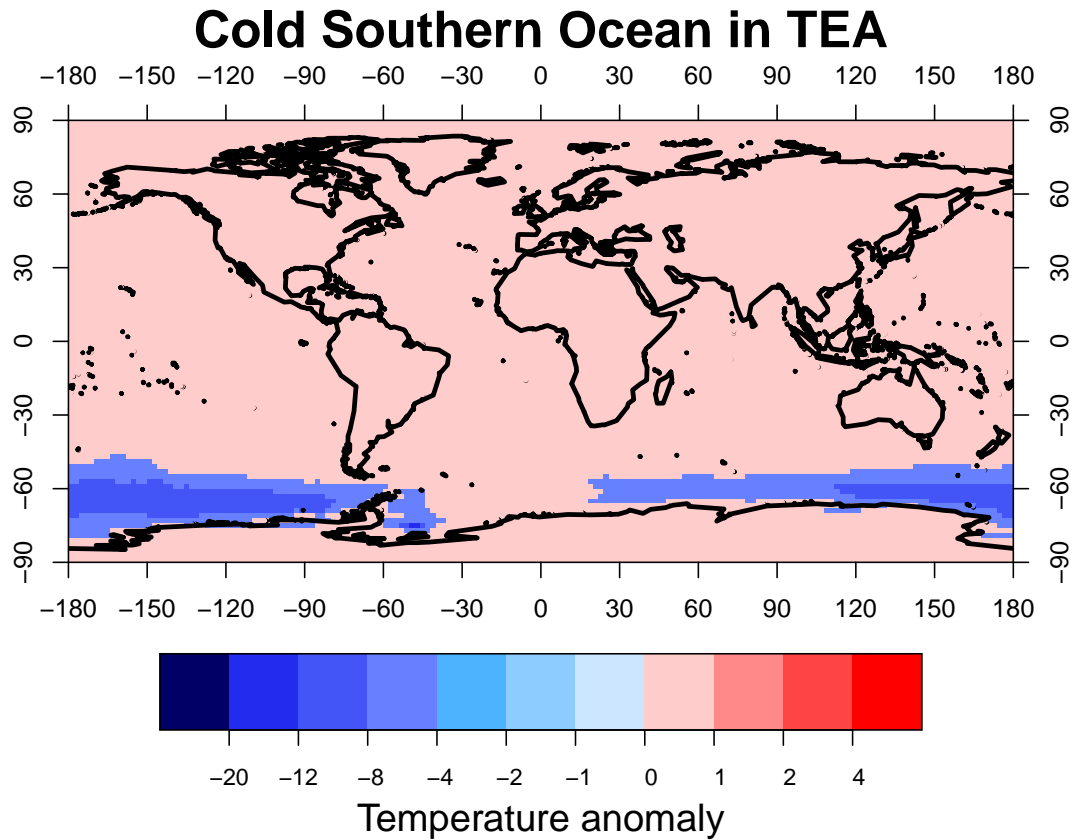 Cold Southern Ocean in TEA
−180 −150 −120 −90 −60 −30 0 30 60 90 120 150 180
90 90
60 60
30 30
0 0
−30 −30
−60 −60
−90 −90
−180 −150 −120 −90 −60 −30 0 30 60 90 120 150 180
−20 −12 −8 −4 −2 −1 0 1 2 4
Temperature anomaly